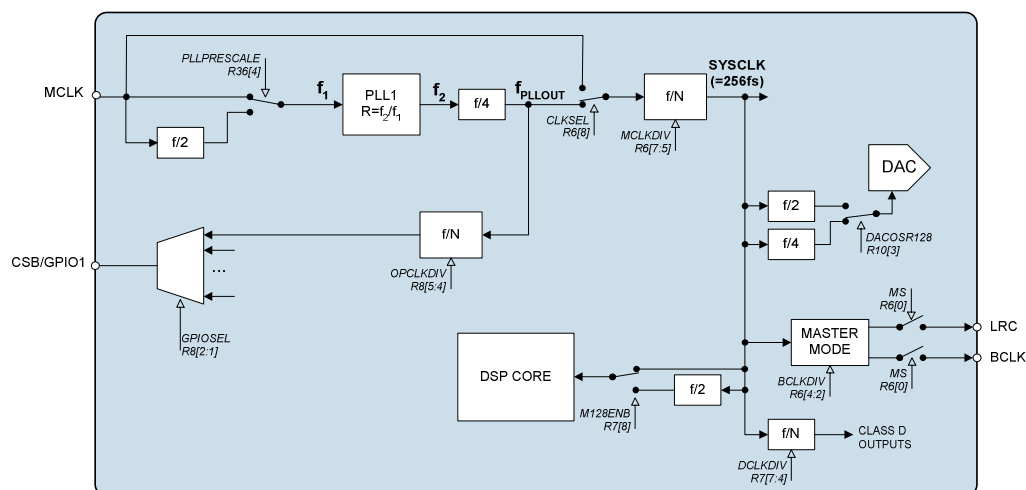 PLLPRESCALE
R36[4]
MCLK
f/2
f1
PLL1
R=f2/f1
f2
f/4
fPLLOUT
CLKSEL
R6[8]
f/N
MCLKDIV
R6[7:5]
SYSCLK
(=256fs)
DAC
f/2
f/4
DACOSR128
R10[3]
CSB/GPIO1
...
GPIOSEL
R8[2:1]
f/N
OPCLKDIV
R8[5:4]
DSP CORE
M128ENB
R7[8]
f/2
MASTER
MODE
BCLKDIV
R6[4:2]
MS
R6[0]
LRC
BCLK
MS
R6[0]
f/N
DCLKDIV
R7[7:4]
CLASS D
OUTPUTS